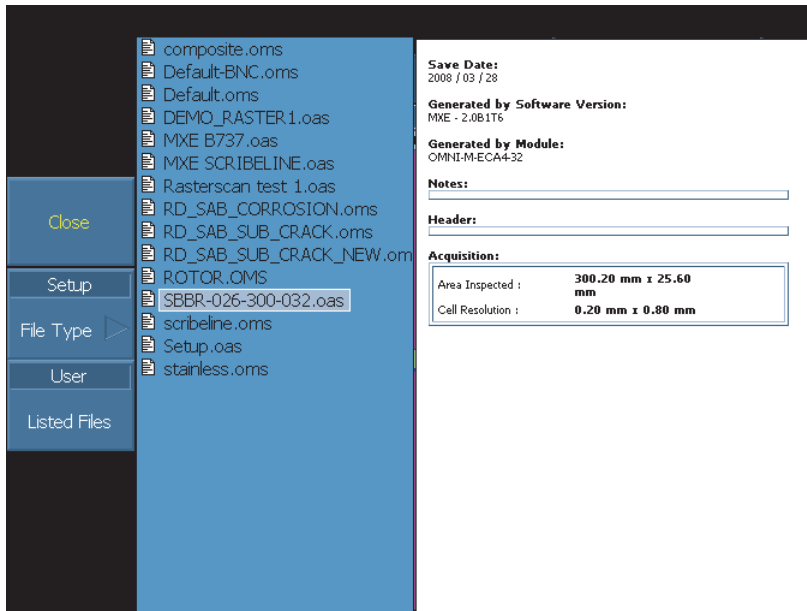 Close
Setup
File Type
User
Listed Files
composite.oms
Default-BNC.oms
Default.oms
DEMO_RASTER1.oas
MXE B737.oas
MXE SCRIBELINE.oas
Rasterscan test 1.oas
RD_SAB_CORROSION.oms
RD_SAB_SUB_CRACK.oms
RD_SAB_SUB_CRACK_NEW.om
ROTOR.OMS
SBBR-026-300-032.oas
scribeline.oms
Setup.oas
stainless.oms
Save Date:
2008 / 03 / 28
Generated by Software Version:
MXE - 2.0B1T6
Generated by Module:
OMNI-M-ECA4-32
Notes:
Header:
Acquisition:
Area Inspected : 300.20 mm x 25.60
mm
Cell Resolution : 0.20 mm x 0.80 mm